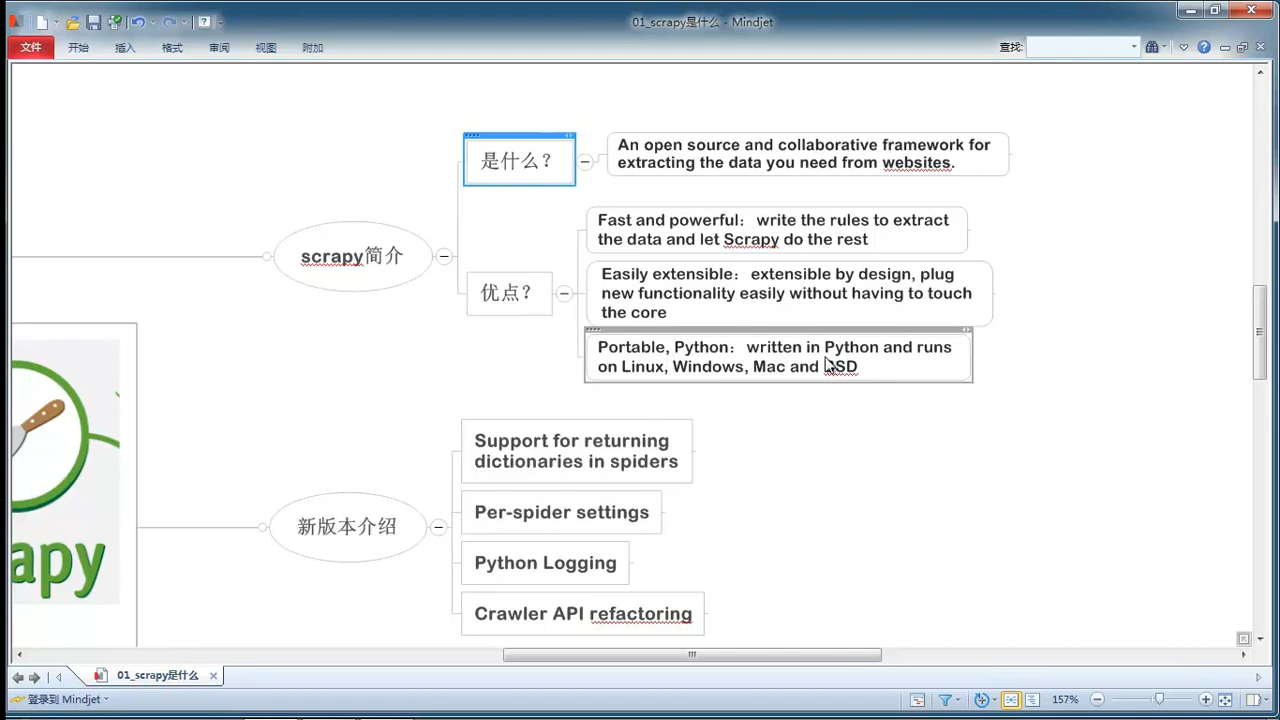 01_scrapy是什么 - Mindjet
文件
开始
插入
格式
审阅
视图
附加
查找:
是什么?
An open source and collaborative framework for
extracting the data you need from websites.
scrapy简介
优点?
Fast and powerful: write the rules to extract
the data and let Scrapy do the rest
Easily extensible: extensible by design, plug
new functionality easily without having to touch
the core
Portable, Python: written in Python and runs
on Linux, Windows, Mac and BSD
新版本介绍
Support for returning
dictionaries in spiders
Per-spider settings
Python Logging
Crawler API refactoring
apy
01_scrapy是什么
登录到 Mindjet
157%